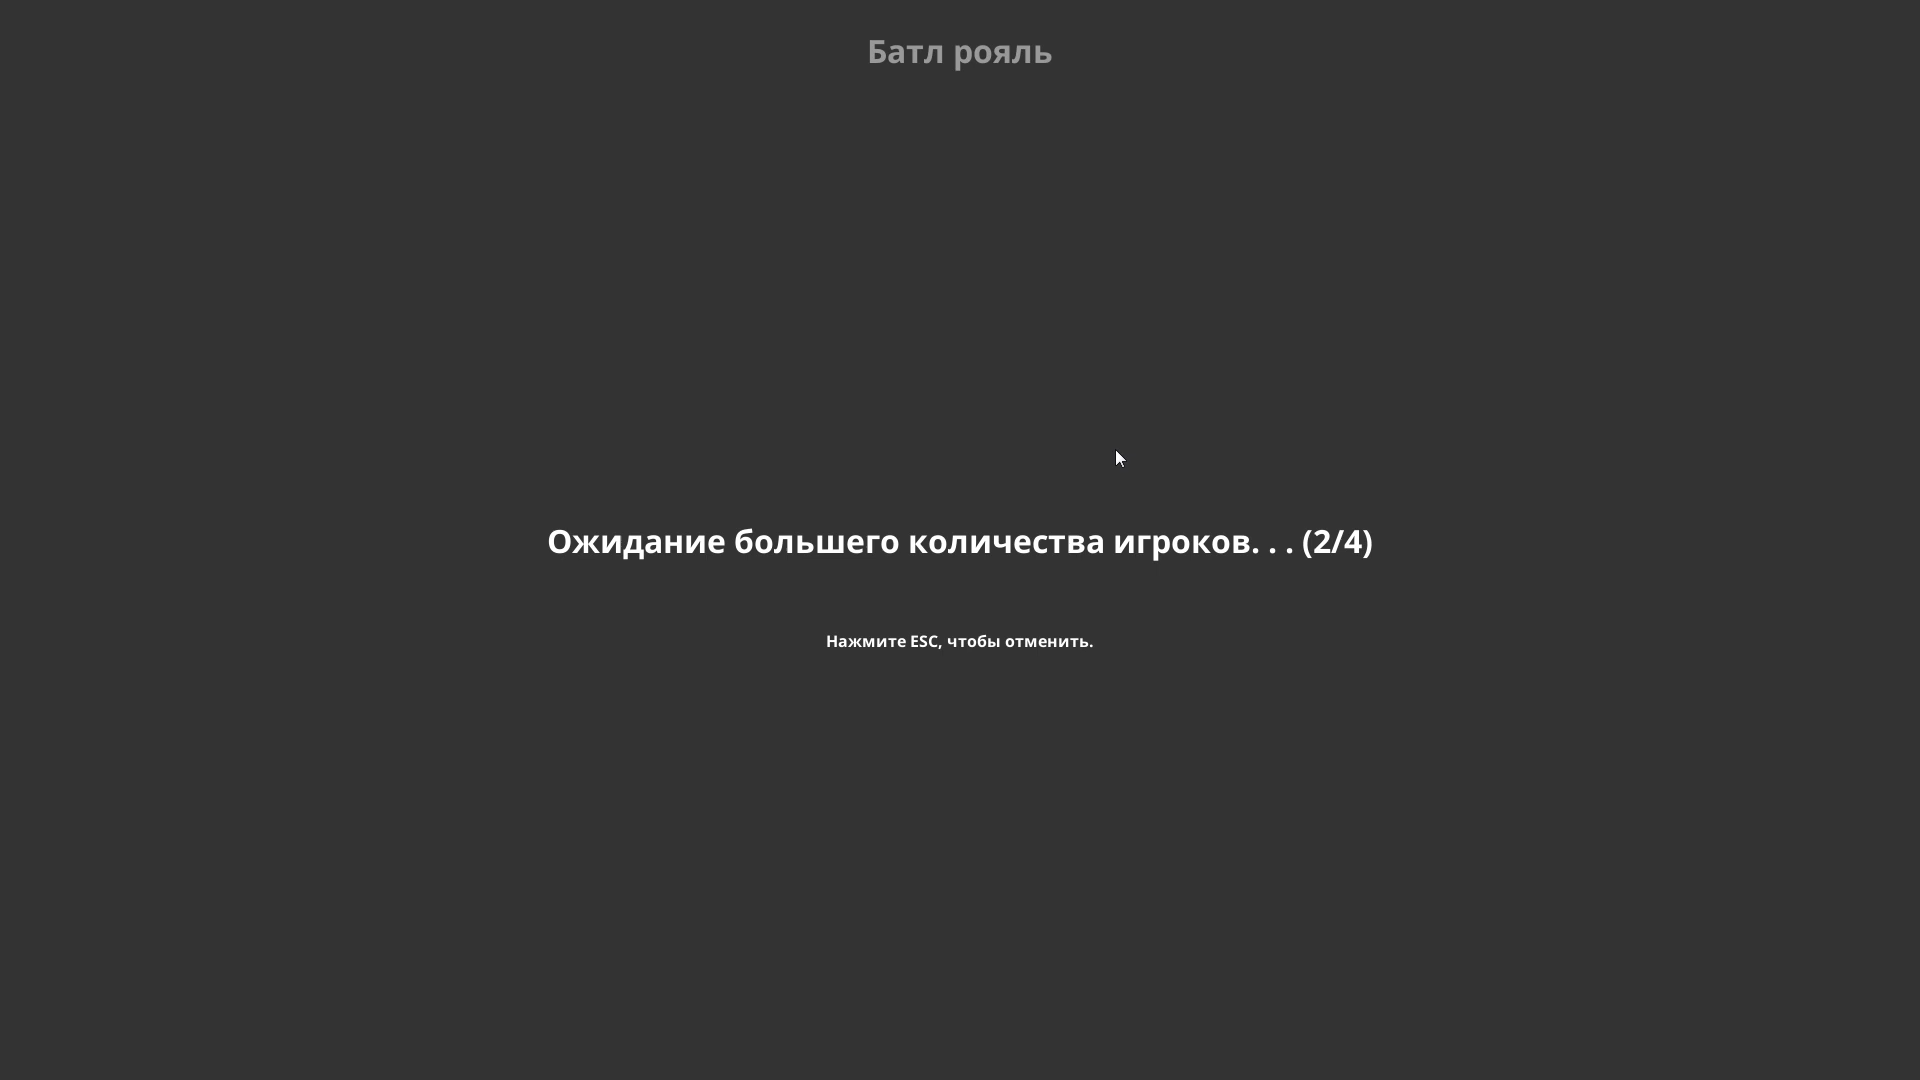 Батл рояль
Ожидание большего количества игроков. . . (2/4)
Нажмите ESC, чтобы отменить.